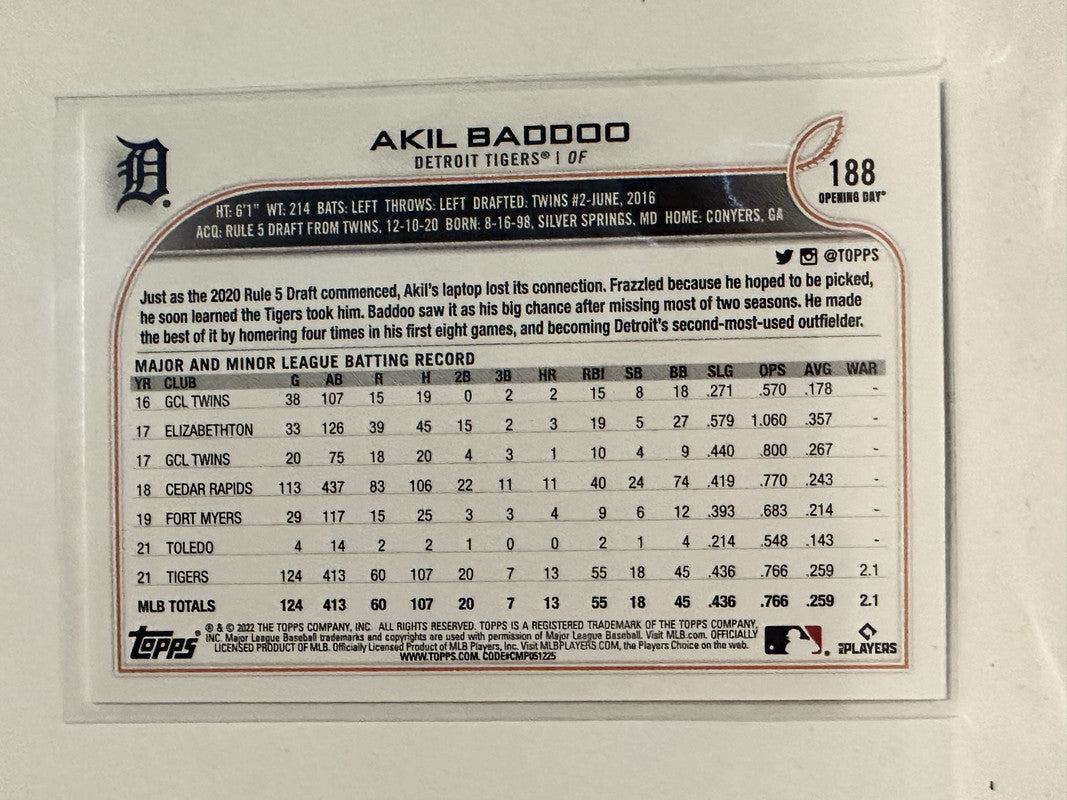 D
AKIL BADDOO
DETROIT TIGERS® | OF
188
OPENING DAY®
HT: 6'1" WT: 214 BATS: LEFT THROWS: LEFT DRAFTED: TWINS #2-JUNE, 2016
ACQ: RULE 5 DRAFT FROM TWINS, 12-10-20 BORN: 8-16-98, SILVER SPRINGS, MD HOME: CONYERS, GA
@TOPPS
Just as the 2020 Rule 5 Draft commenced, Akil's laptop lost its connection. Frazzled because he hoped to be picked,
he soon learned the Tigers took him. Baddoo saw it as his big chance after missing most of two seasons. He made
the best of it by homering four times in his first eight games, and becoming Detroit's second-most-used outfielder.
MAJOR AND MINOR LEAGUE BATTING RECORD
YR CLUB G AB R H 2B 3B HR RBI SB BB SLG OPS AVG WAR
16 GCL TWINS 38 107 15 19 0 2 2 15 8 18 .271 .570 .178 -
17 ELIZABETHTON 33 126 39 45 15 2 3 19 5 27 .579 1.060 .357 -
17 GCL TWINS 20 75 18 20 4 3 1 10 4 9 .440 .800 .267 -
18 CEDAR RAPIDS 113 437 83 106 22 11 11 40 24 74 .419 .770 .243 -
19 FORT MYERS 29 117 15 25 3 3 4 9 6 12 .393 .683 .214 -
21 TOLEDO 4 14 2 2 1 0 0 2 1 4 .214 .548 .143 -
21 TIGERS 124 413 60 107 20 7 13 55 18 45 .436 .766 .259 2.1
MLB TOTALS 124 413 60 107 20 7 13 55 18 45 .436 .766 .259 2.1
topps®
® & © 2022 THE TOPPS COMPANY, INC. ALL RIGHTS RESERVED. TOPPS IS A REGISTERED TRADEMARK OF THE TOPPS COMPANY,
INC. Major League Baseball trademarks and copyrights are used with permission of Major League Baseball. Visit MLB.com. OFFICIALLY
LICENSED PRODUCT OF MLB. Officially Licensed Product of MLB Players, Inc. Visit MLBPLAYERS.COM, the Players Choice on the web.
WWW.TOPPS.COM. CODE#CMP051225
MLB PLAYERS